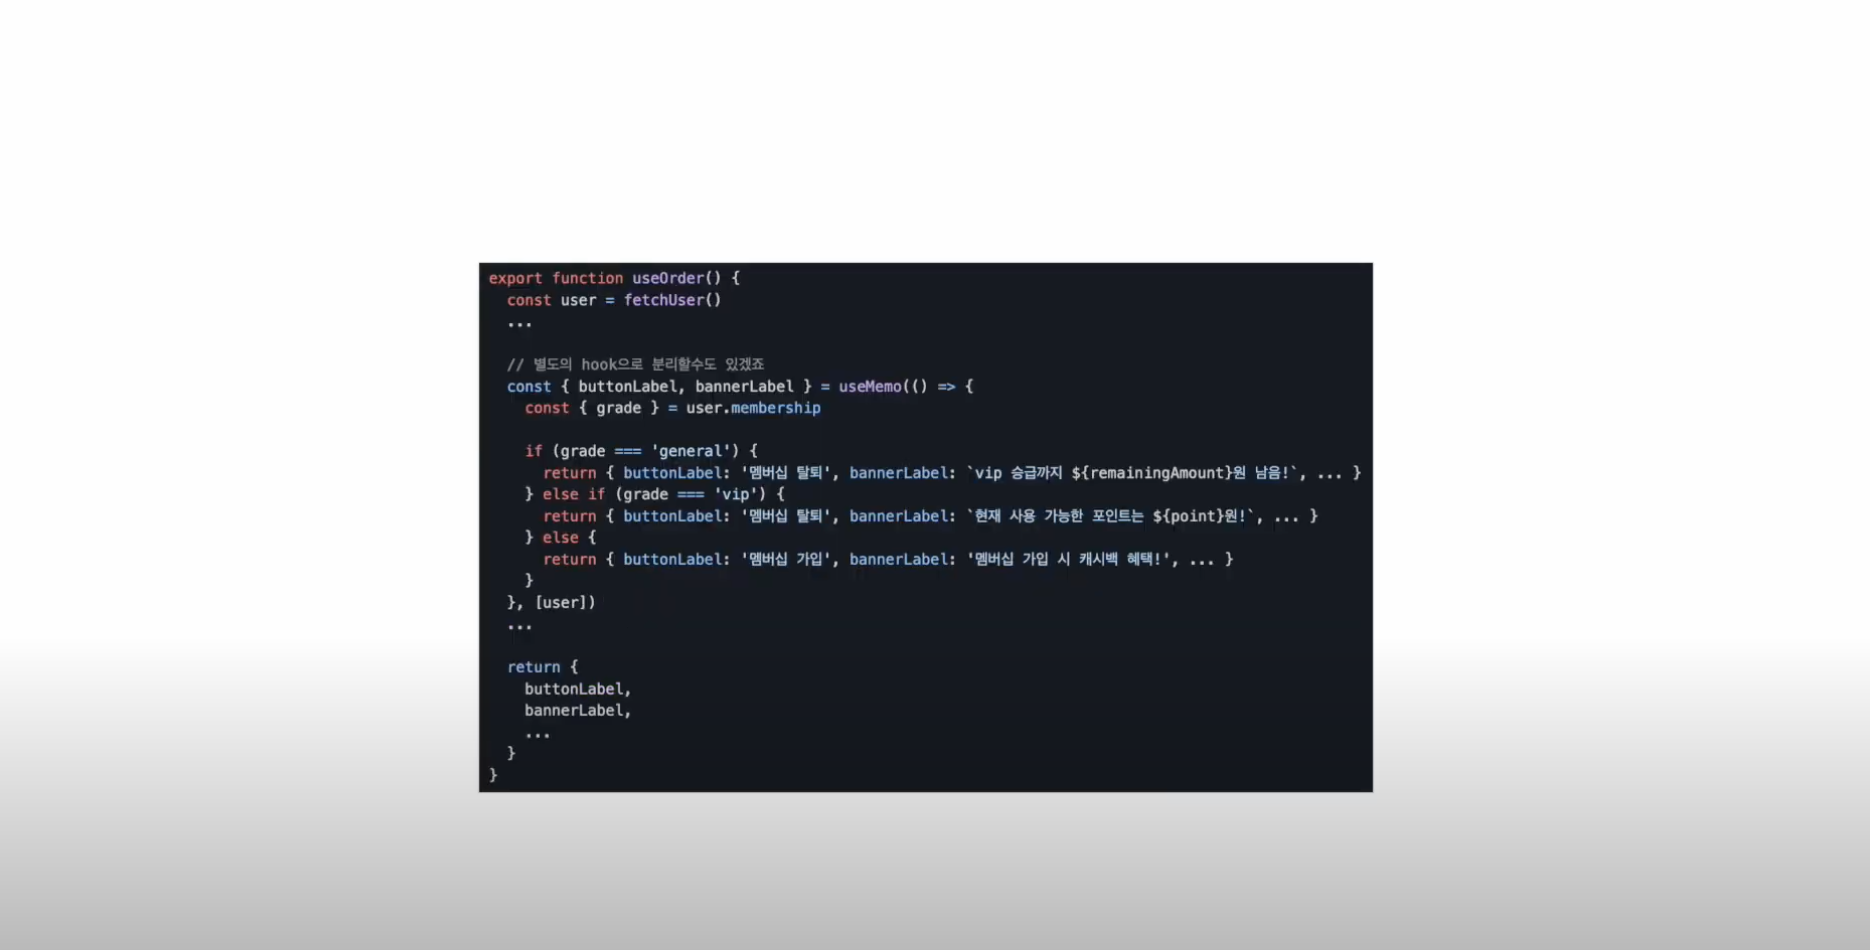 export function useOrder() {
const user = fetchUser()
...
// 별도의 hook으로 분리할수도 있겠죠
const { buttonLabel, bannerLabel } = useMemo(() => {
const { grade } = user.membership
if (grade === 'general') {
return { buttonLabel: '멤버십 탈퇴', bannerLabel: `vip 승급까지 ${remainingAmount}원 남음!`, ... }
} else if (grade === 'vip') {
return { buttonLabel: '멤버십 탈퇴', bannerLabel: `현재 사용 가능한 포인트는 ${point}원!`, ... }
} else {
return { buttonLabel: '멤버십 가입', bannerLabel: '멤버십 가입 시 캐시백 혜택!', ... }
}
}, [user])
...
return {
buttonLabel,
bannerLabel,
...
}
}